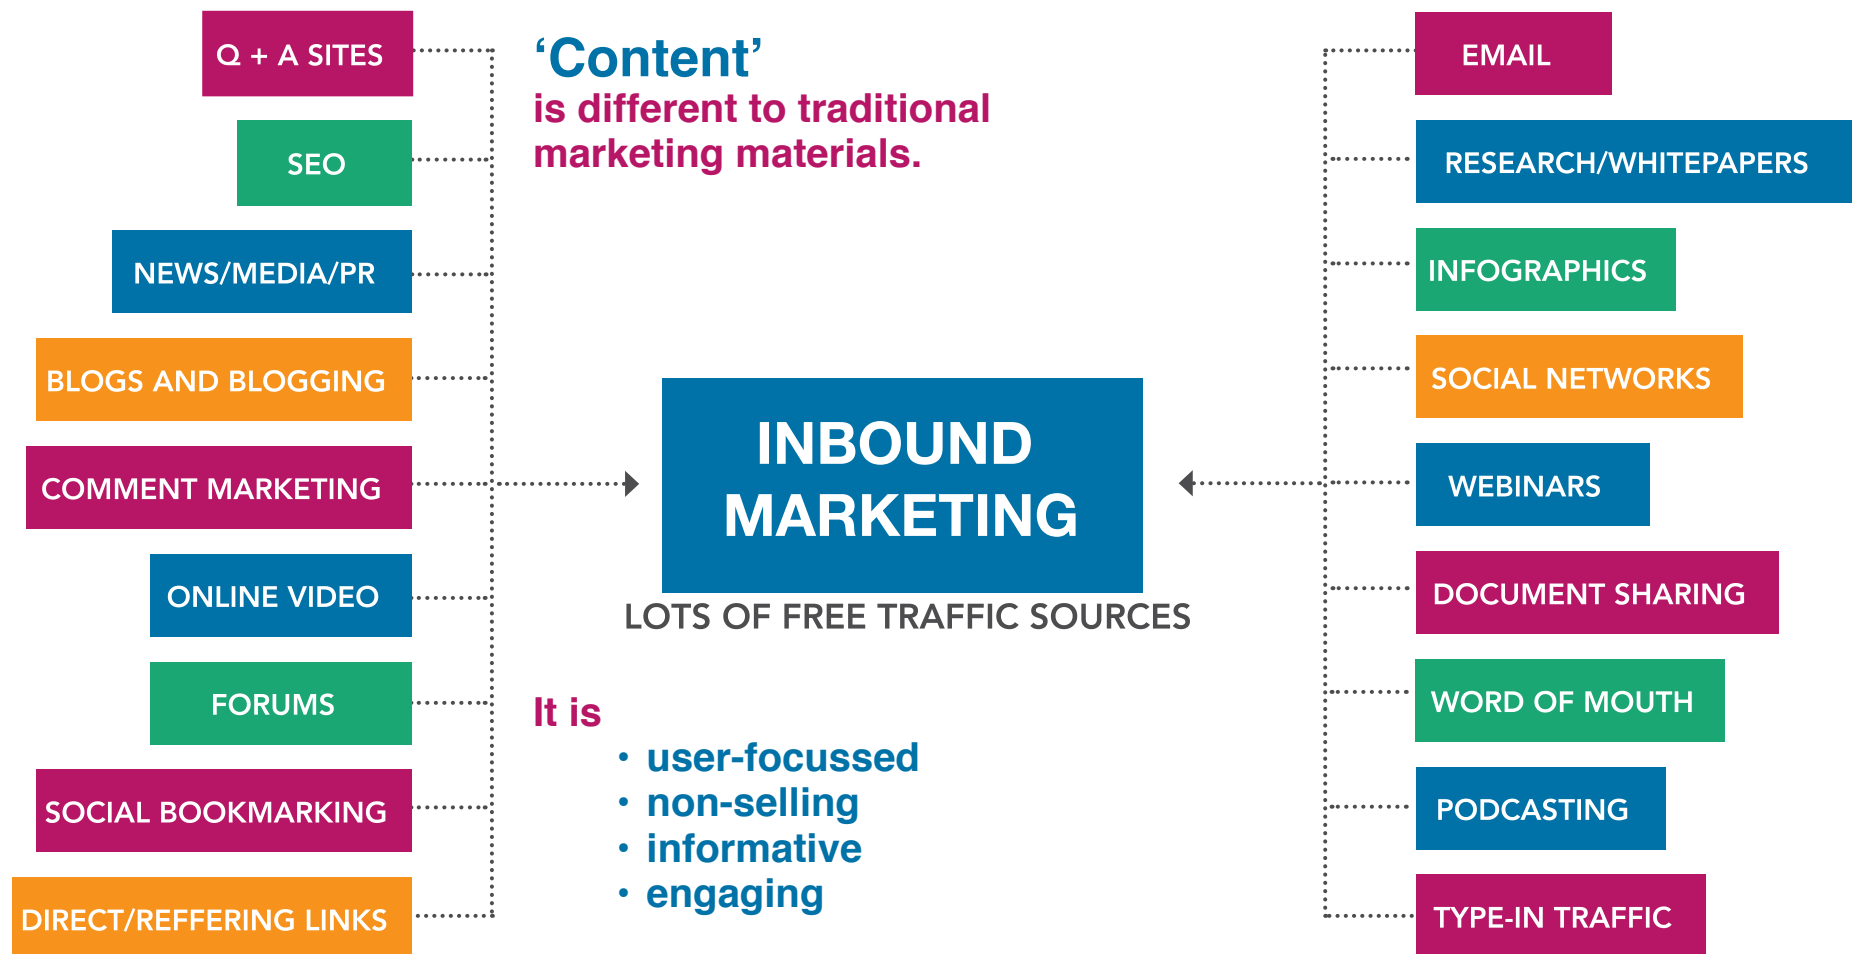 Q + A SITES
SEO
NEWS/MEDIA/PR
BLOGS AND BLOGGING
COMMENT MARKETING
ONLINE VIDEO
FORUMS
SOCIAL BOOKMARKING
DIRECT/REFFERING LINKS
‘Content’
is different to traditional
marketing materials.
INBOUND
MARKETING
LOTS OF FREE TRAFFIC SOURCES
It is
• user-focussed
• non-selling
• informative
• engaging
EMAIL
RESEARCH/WHITEPAPERS
INFOGRAPHICS
SOCIAL NETWORKS
WEBINARS
DOCUMENT SHARING
WORD OF MOUTH
PODCASTING
TYPE-IN TRAFFIC